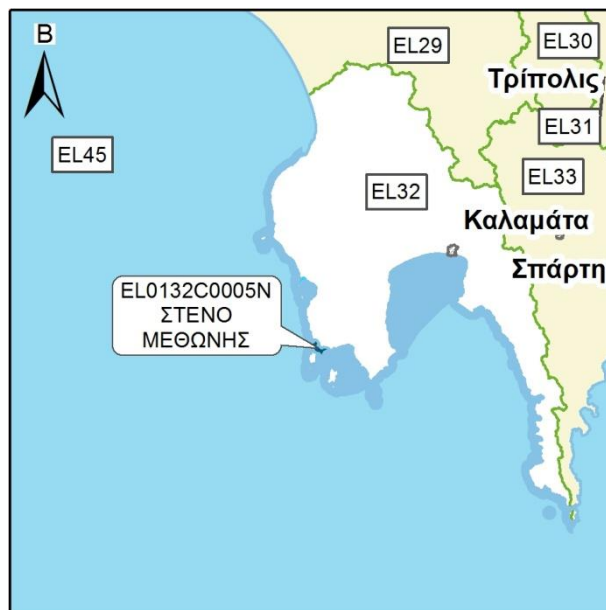 B
EL29
EL30
Τρίπολις
EL31
EL45
EL33
EL32
Καλαμάτα
Σπάρτη
EL0132C0005N
ΣΤΕΝΟ
ΜΕΘΩΝΗΣ